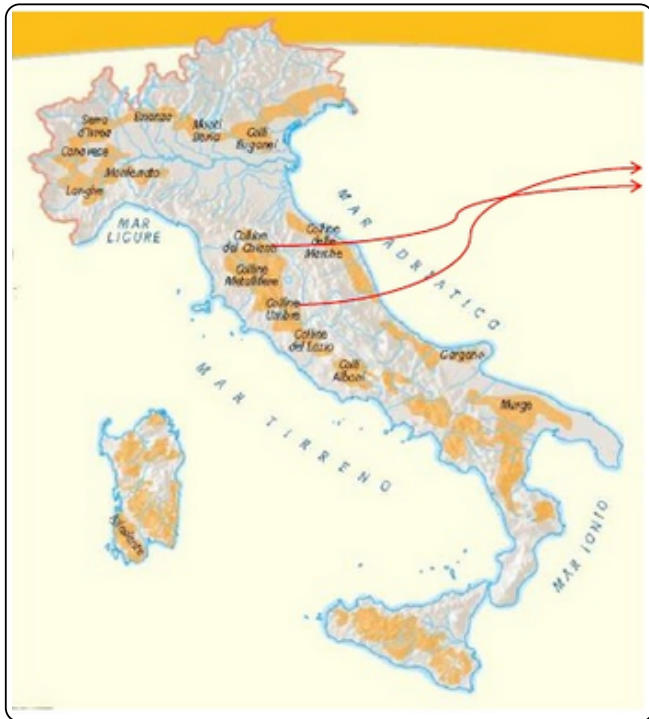 Serra
d'Ivrea
Brianza
Monti
Berici
Colli
Euganei
Canavese
Monferrato
Langhe
MAR
LIGURE
Colline
del Chianti
Colline
delle
Marche
MAR ADRIATICO
Colline
Metallifere
Colline
Umbre
Colline
del Lazio
Colli
Albani
Gargano
Murge
MAR TIRRENO
MAR IONIO